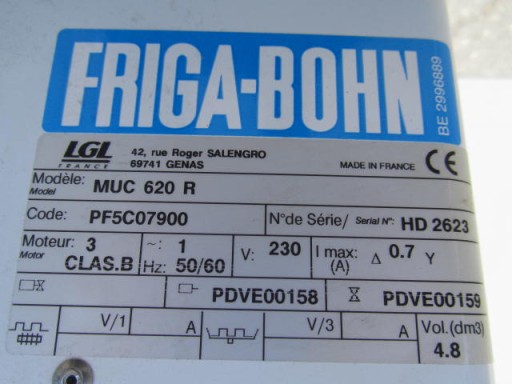 FRIGA-BOHN
BE 2996889
LGL
FRANCE
42, rue Roger SALENGRO
69741 GENAS
MADE IN FRANCE CE
Modèle: MUC 620 R
Model
Code: PF5C07900 N°de Série/ Serial N°: HD 2623
Moteur: 3 ~: 1 V: 230 I max: Δ 0.7 Y
Motor CLAS.B Hz: 50/60 (A)
PDVE00158 PDVE00159
V/1 A V/3 A Vol.(dm3)
4.8